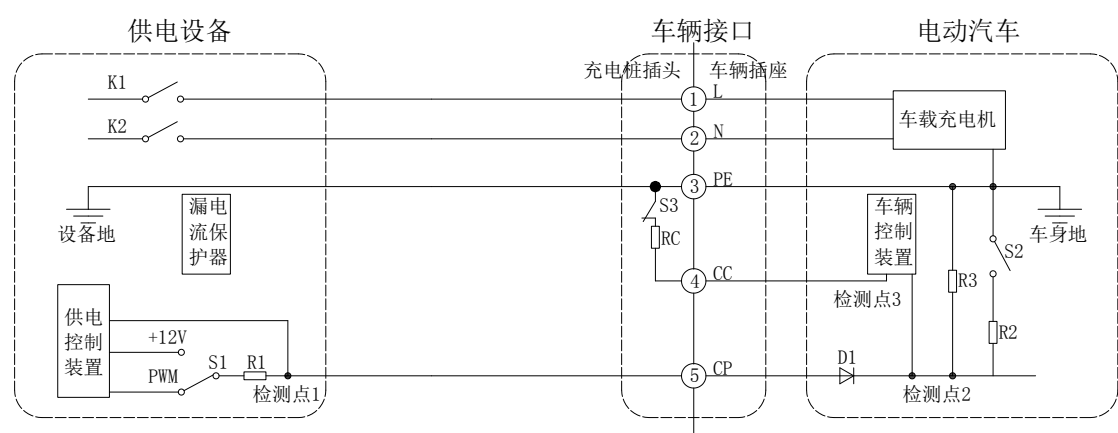 供电设备
车辆接口
电动汽车
充电桩插头
车辆插座
K1
K2
1
L
2
N
3
PE
车载充电机
设备地
漏电
流保
护器
S3
RC
4
CC
车辆
控制
装置
检测点3
车身地
S2
R3
R2
供电
控制
装置
+12V
PWM
S1
R1
检测点1
5
CP
D1
检测点2